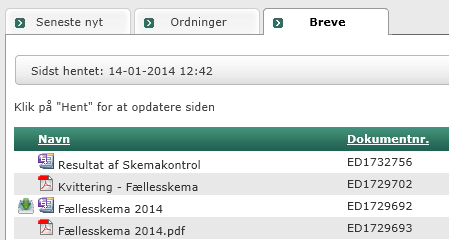 Seneste nyt Ordninger Breve
Sidst hentet: 14-01-2014 12:42
Klik på "Hent" for at opdatere siden
Navn Dokumentnr.
Resultat af Skemakontrol ED1732756
Kvittering - Fællesskema ED1729702
Fællesskema 2014 ED1729692
Fællesskema 2014.pdf ED1729693